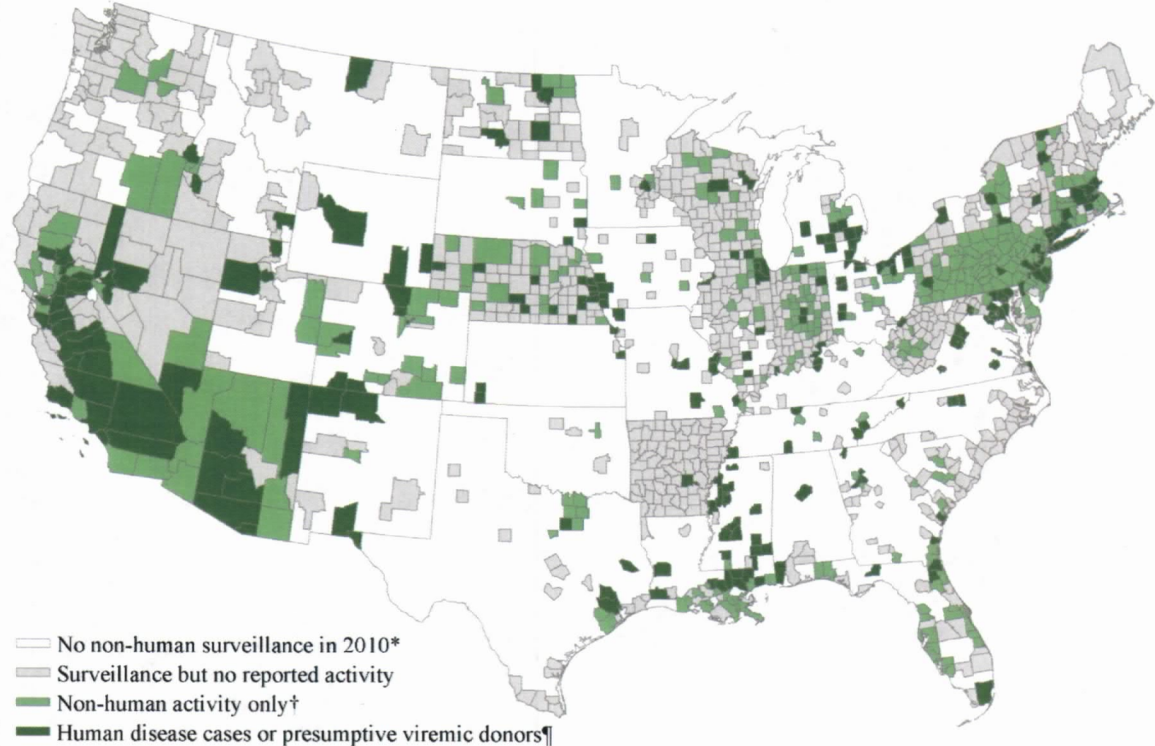 No non-human surveillance in 2010*
Surveillance but no reported activity
Non-human activity only†
Human disease cases or presumptive viremic donors¶